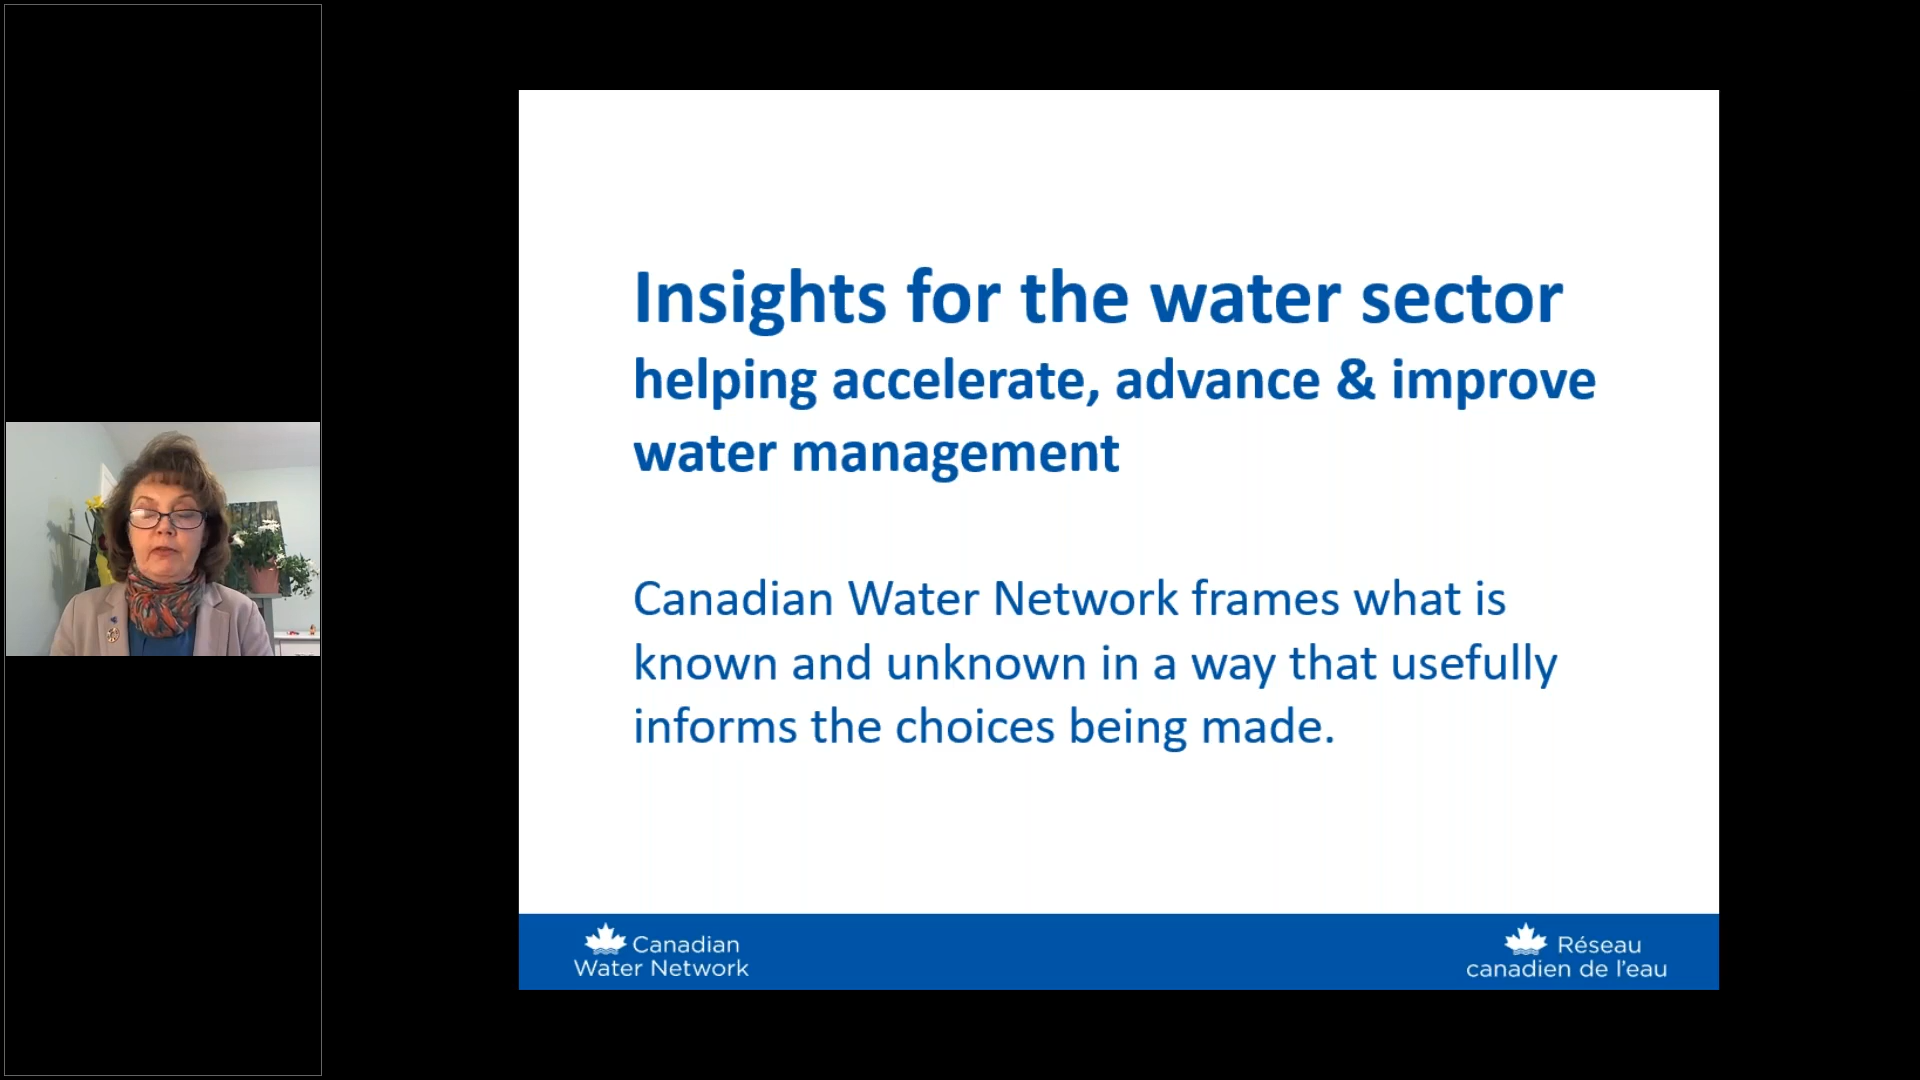 Insights for the water sector
helping accelerate, advance & improve
water management
Canadian Water Network frames what is
known and unknown in a way that usefully
informs the choices being made.
Canadian
Water Network
Réseau
canadien de l'eau